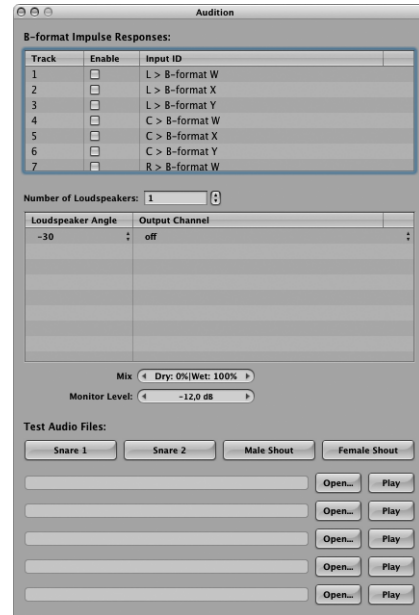 Audition
B-format Impulse Responses:
Track Enable Input ID
1 L > B-format W
2 L > B-format X
3 L > B-format Y
4 C > B-format W
5 C > B-format X
6 C > B-format Y
7 R > B-format W
Number of Loudspeakers: 1
Loudspeaker Angle Output Channel
-30 off
Mix Dry: 0%|Wet: 100%
Monitor Level: -12,0 dB
Test Audio Files:
Snare 1 Snare 2 Male Shout Female Shout
Open... Play
Open... Play
Open... Play
Open... Play
Open... Play